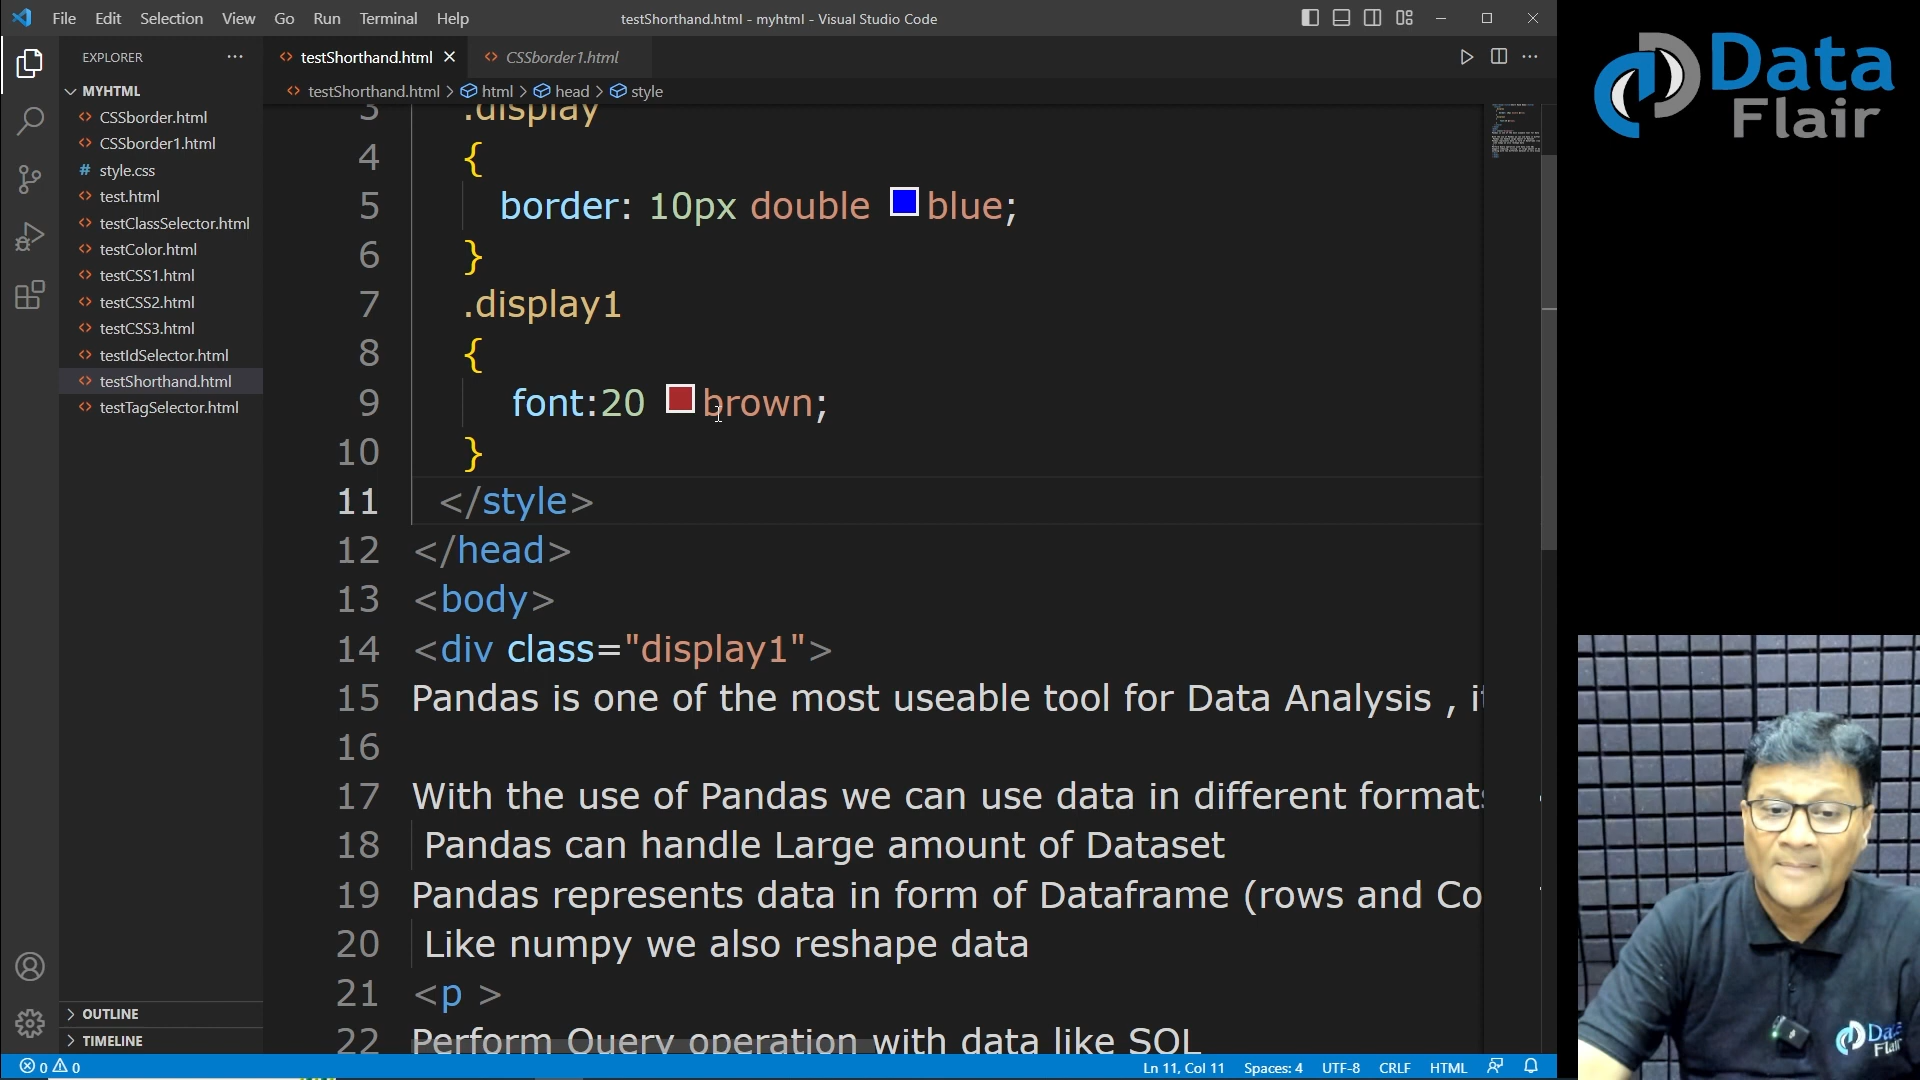 File Edit Selection View Go Run Terminal Help
testShorthand.html - myhtml - Visual Studio Code
EXPLORER
testShorthand.html
CSSborder1.html
MYHTML
testShorthand.html > html > head > style
CSSborder.html
CSSborder1.html
# style.css
test.html
testClassSelector.html
testColor.html
testCSS1.html
testCSS2.html
testCSS3.html
testIdSelector.html
testShorthand.html
testTagSelector.html
3 .display
4 {
5 border: 10px double blue;
6 }
7 .display1
8 {
9 font:20 brown;
10 }
11 </style>
12 </head>
13 <body>
14 <div class="display1">
15 Pandas is one of the most useable tool for Data Analysis , it
16
17 With the use of Pandas we can use data in different formats
18 Pandas can handle Large amount of Dataset
19 Pandas represents data in form of Dataframe (rows and Co
20 Like numpy we also reshape data
21 <p >
22 Perform Query operation with data like SQL
OUTLINE
TIMELINE
0 0
Ln 11, Col 11 Spaces: 4 UTF-8 CRLF HTML
Data
Flair
Data
Flair